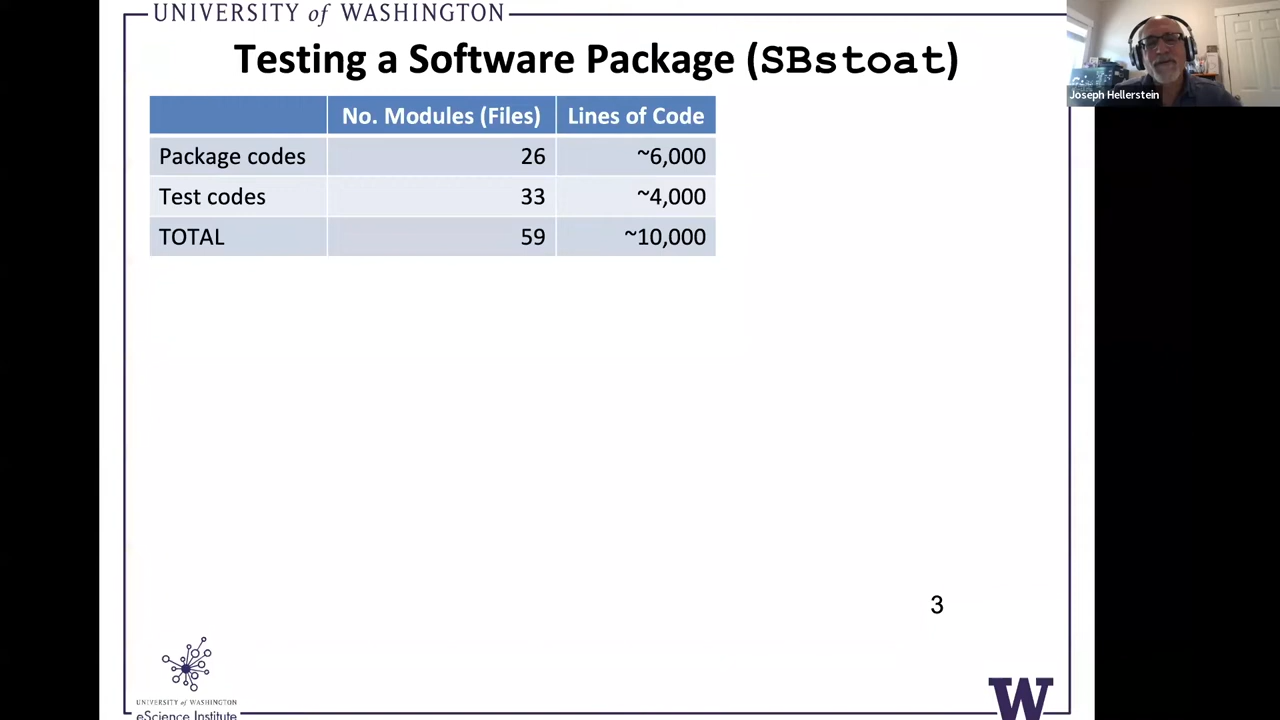 UNIVERSITY of WASHINGTON
Testing a Software Package (SBstoat)
No. Modules (Files) Lines of Code
Package codes 26 ~6,000
Test codes 33 ~4,000
TOTAL 59 ~10,000
Joseph Hellerstein
3
UNIVERSITY of WASHINGTON
eScience Institute
W